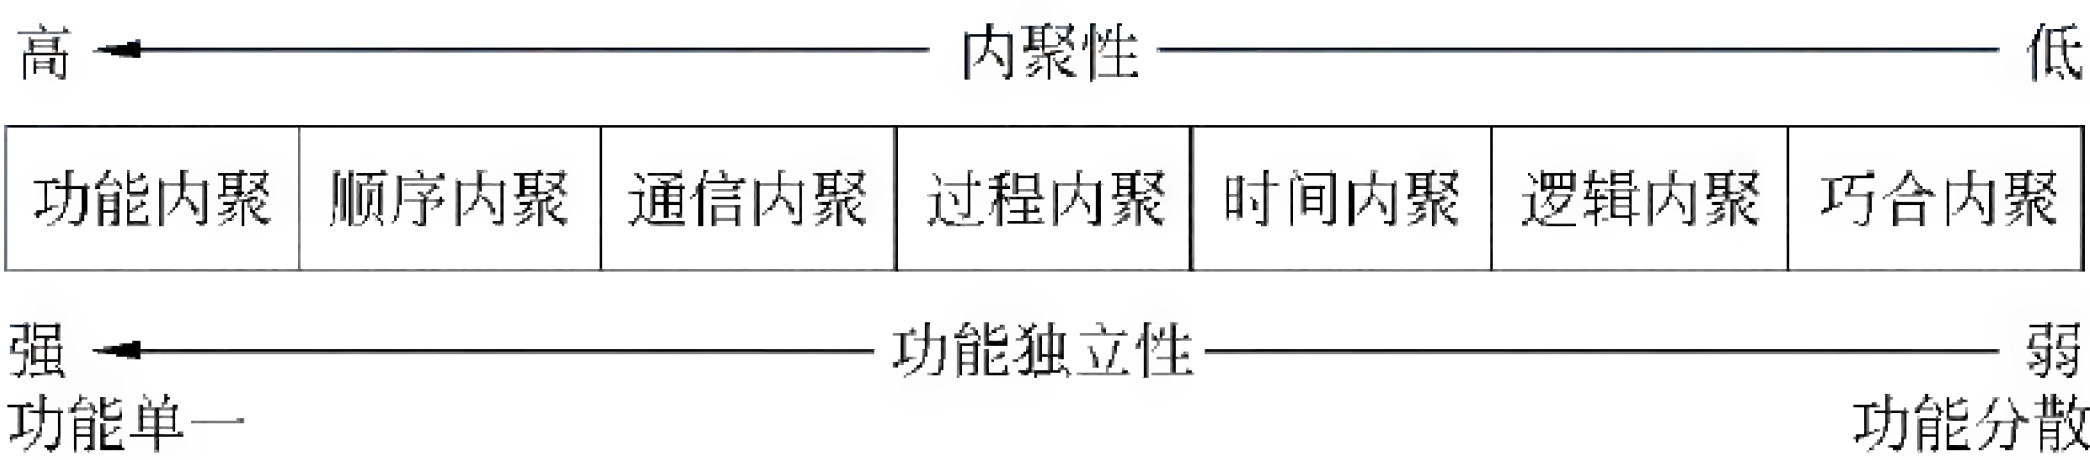 高 内聚性 低
功能内聚 顺序内聚 通信内聚 过程内聚 时间内聚 逻辑内聚 巧合内聚
强 功能独立性 弱
功能单一 功能分散